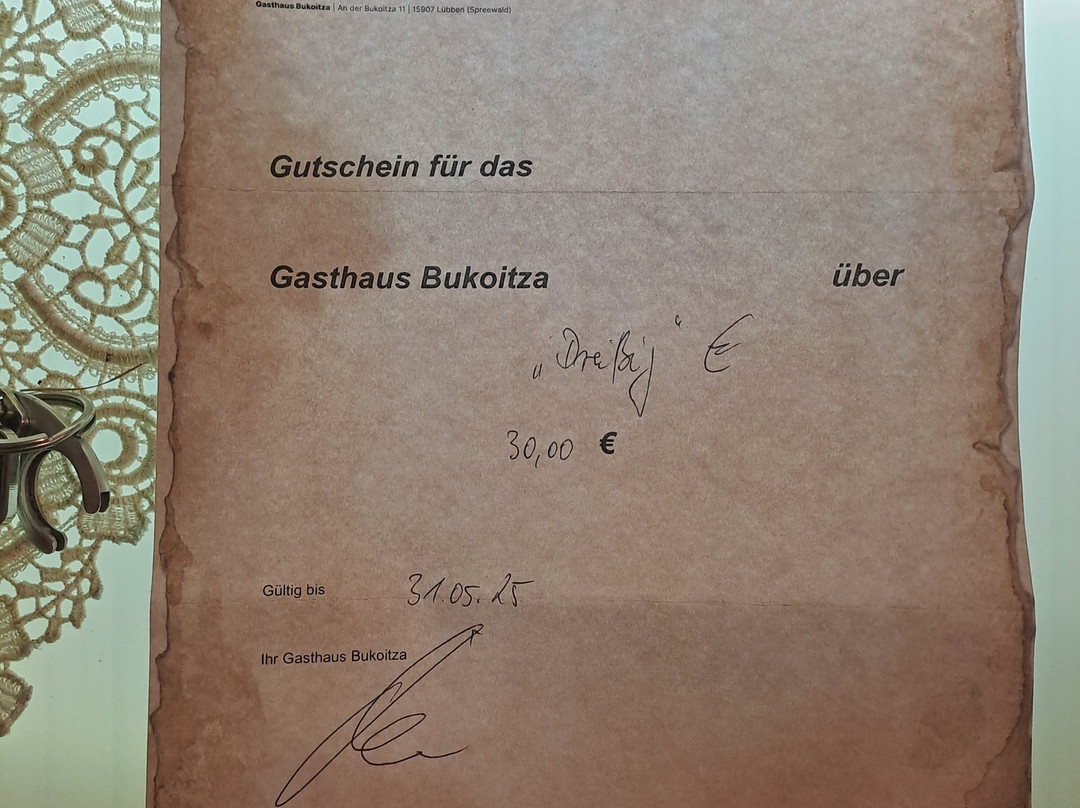 Gasthaus Bukoitza | An der Bukoitza 11 | 15907 Lübben (Spreewald)
Gutschein für das
Gasthaus Bukoitza über
„Dreißig“ €
30,00 €
Gültig bis 31.05.25
Ihr Gasthaus Bukoitza